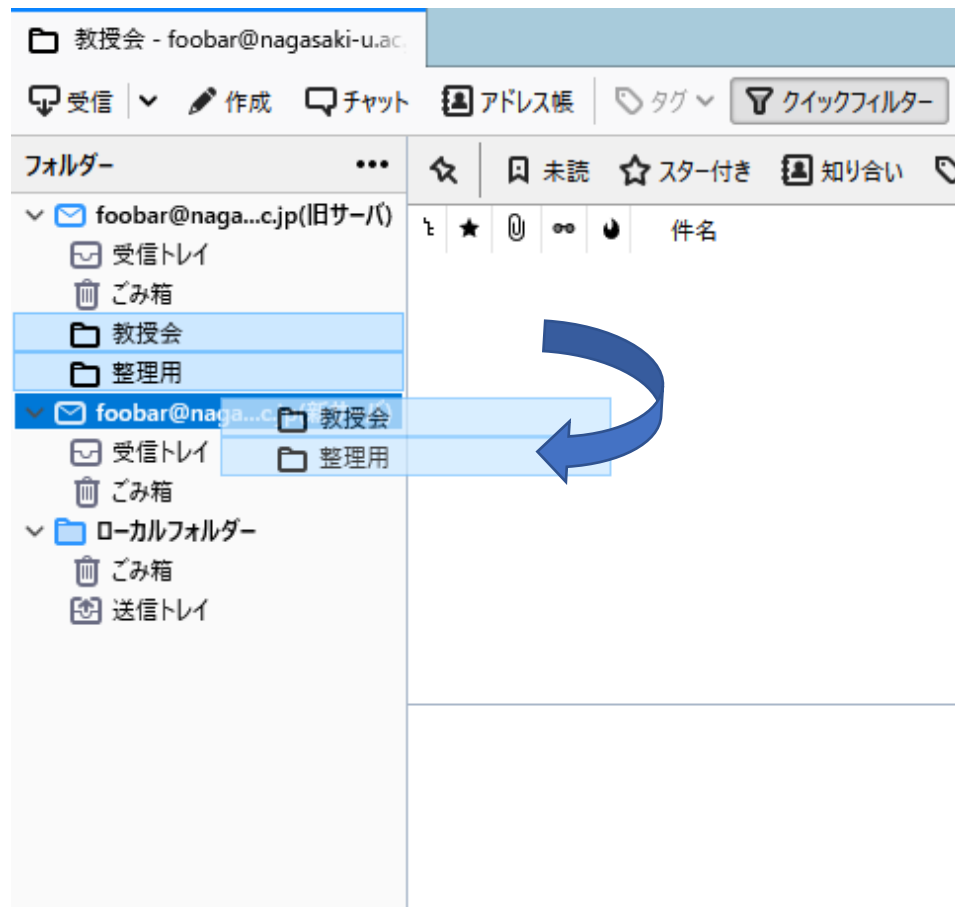 教授会 - foobar@nagasaki-u.ac.
受信 作成 チャット アドレス帳 タグ クイックフィルター
フォルダー ••• 未読 スター付き 知り合い
foobar@naga...c.jp(旧サーバ)
件名
受信トレイ
ごみ箱
教授会
整理用
foobar@naga...c.jp(新サーバ)
教授会
受信トレイ
整理用
ごみ箱
ローカルフォルダー
ごみ箱
送信トレイ